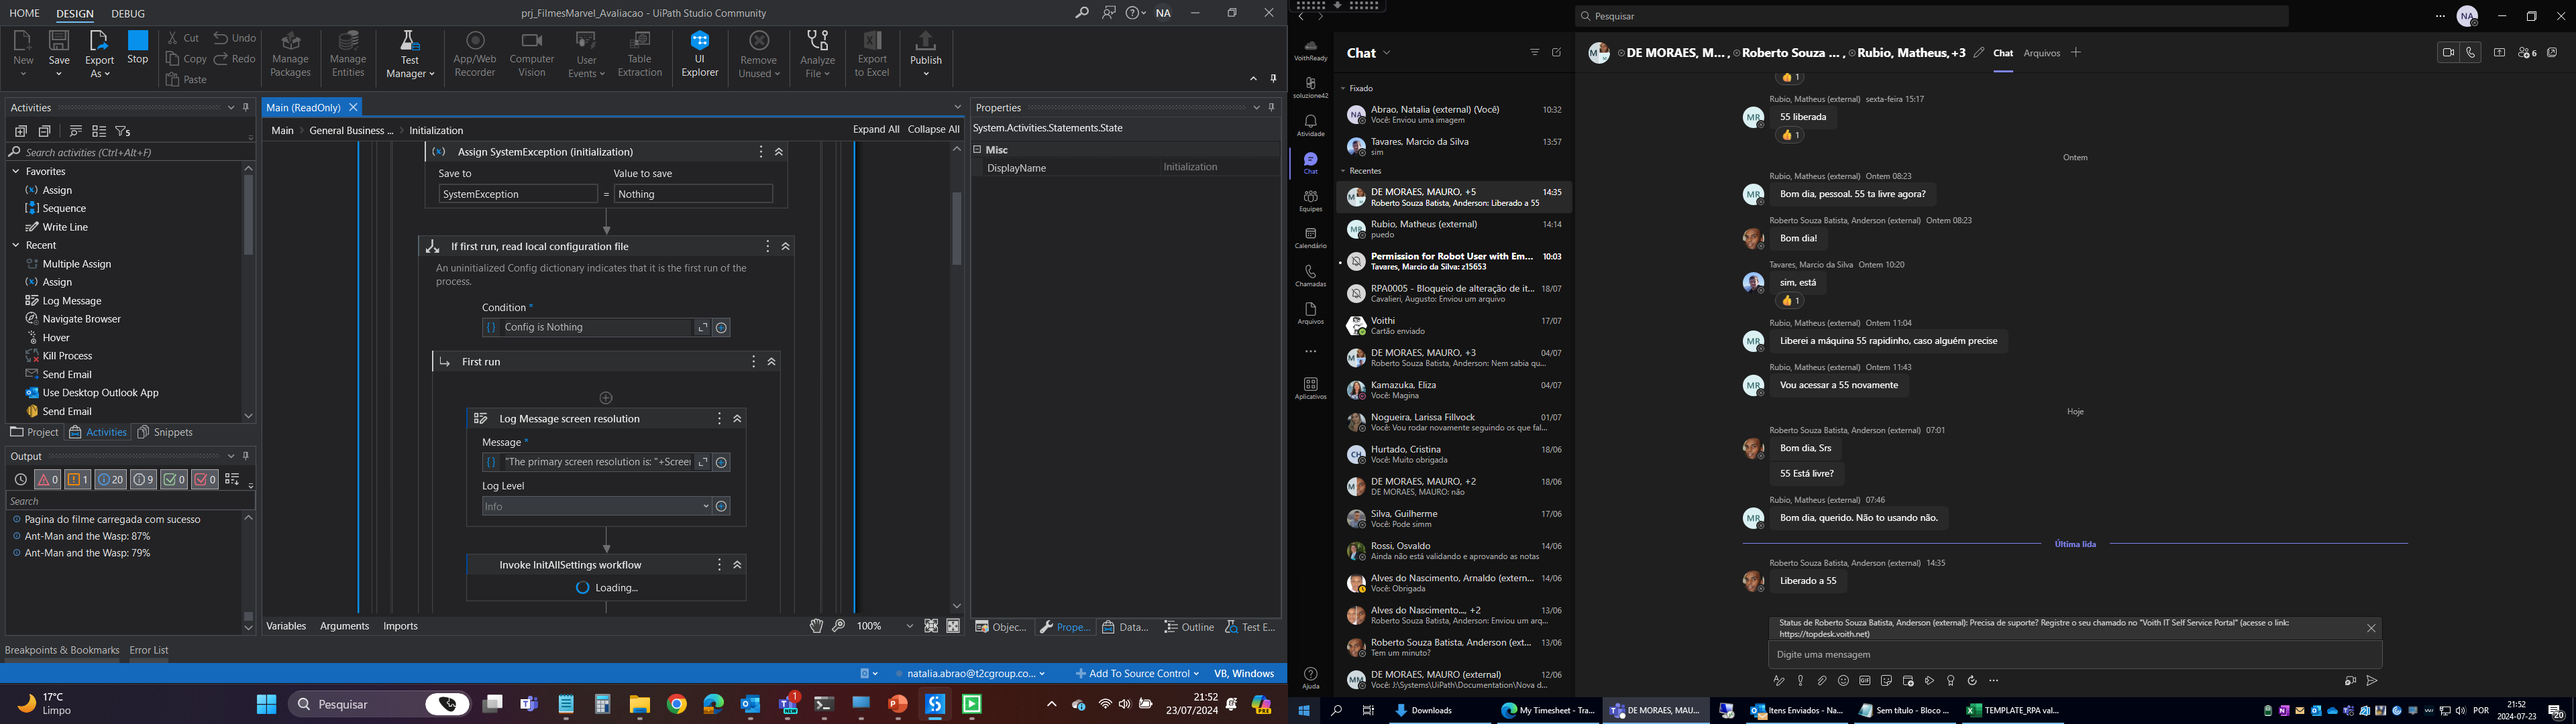 HOME DESIGN DEBUG
prj_FilmesMarvel_Avaliacao - UiPath Studio Community
NA
New
Save
Export As
Stop
Cut
Copy
Paste
Undo
Redo
Manage Packages
Manage Entities
Test Manager
App/Web Recorder
Computer Vision
User Events
Table Extraction
UI Explorer
Remove Unused
Analyze File
Export to Excel
Publish
Activities
5
Search activities (Ctrl+Alt+F)
Favorites
Assign
Sequence
Write Line
Recent
Multiple Assign
Assign
Log Message
Navigate Browser
Hover
Kill Process
Send Email
Use Desktop Outlook App
Send Email
Project Activities Snippets
Output
0 1 20 9 0 0
Search
Pagina do filme carregada com sucesso
Ant-Man and the Wasp: 87%
Ant-Man and the Wasp: 79%
Breakpoints & Bookmarks Error List
Main (ReadOnly)
Main General Business ... Initialization
Expand All Collapse All
Assign SystemException (initialization)
Save to Value to save
SystemException = Nothing
If first run, read local configuration file
An uninitialized Config dictionary indicates that it is the first run of the process.
Condition *
Config is Nothing
First run
Log Message screen resolution
Message *
"The primary screen resolution is: "+Screen
Log Level
Info
Invoke InitAllSettings workflow
Loading...
Variables Arguments Imports
100%
Properties
System.Activities.Statements.State
Misc
DisplayName Initialization
Objec... Prope... Data... Outline Test E...
natalia.abrao@t2cgroup.co...
Add To Source Control
VB, Windows
17°C
Limpo
Pesquisar
1
21:52
23/07/2024
Pesquisar
NA
VoithReady
soluzione42
Atividade
Chat
Equipes
Calendário
Chamadas
Arquivos
Aplicativos
Ajuda
Chat
Fixado
Abrao, Natalia (external) (Você) 10:32
Você: Enviou uma imagem
Tavares, Marcio da Silva 13:57
sim
Recentes
DE MORAES, MAURO, +5 14:35
Roberto Souza Batista, Anderson: Liberado a 55
Rubio, Matheus (external) 14:14
puedo
Permission for Robot User with Em... 10:03
Tavares, Marcio da Silva: z15653
RPA0005 - Bloqueio de alteração de it... 18/07
Cavalieri, Augusto: Enviou um arquivo
Voithi 17/07
Cartão enviado
DE MORAES, MAURO, +3 04/07
Roberto Souza Batista, Anderson: Nem sabia qu...
Kamazuka, Eliza 04/07
Você: Magina
Nogueira, Larissa Fillvock 01/07
Você: Vou rodar novamente seguindo os que fal...
Hurtado, Cristina 18/06
Você: Muito obrigada
DE MORAES, MAURO, +2 18/06
DE MORAES, MAURO: não
Silva, Guilherme 17/06
Você: Pode simm
Rossi, Osvaldo 14/06
Ainda não está validando e aprovando as notas
Alves do Nascimento, Arnaldo (extern... 14/06
Você: Obrigada
Alves do Nascimento..., +2 13/06
Roberto Souza Batista, Anderson: Enviou um arq...
Roberto Souza Batista, Anderson (ext... 13/06
Tem um minuto?
DE MORAES, MAURO (external) 12/06
Você: J:\Systems\UiPath\Documentation\Nova d...
DE MORAES, M... , Roberto Souza ... , Rubio, Matheus, +3
Chat Arquivos
6
1
Rubio, Matheus (external) sexta-feira 15:17
55 liberada
1
Ontem
Rubio, Matheus (external) Ontem 08:23
Bom dia, pessoal. 55 ta livre agora?
Roberto Souza Batista, Anderson (external) Ontem 08:23
Bom dia!
Tavares, Marcio da Silva Ontem 10:20
sim, está
1
Rubio, Matheus (external) Ontem 11:04
Liberei a máquina 55 rapidinho, caso alguém precise
Rubio, Matheus (external) Ontem 11:43
Vou acessar a 55 novamente
Hoje
Roberto Souza Batista, Anderson (external) 07:01
Bom dia, Srs
55 Está livre?
Rubio, Matheus (external) 07:46
Bom dia, querido. Não to usando não.
Última lida
Roberto Souza Batista, Anderson (external) 14:35
Liberado a 55
Status de Roberto Souza Batista, Anderson (external): Precisa de suporte? Registre o seu chamado no "Voith IT Self Service Portal" (acesse o link:
https://topdesk.voith.net)
Digite uma mensagem
Downloads
My Timesheet - Tra...
DE MORAES, MAU...
Itens Enviados - Na...
Sem título - Bloco ...
TEMPLATE_RPA val...
POR
21:52
2024-07-23
20